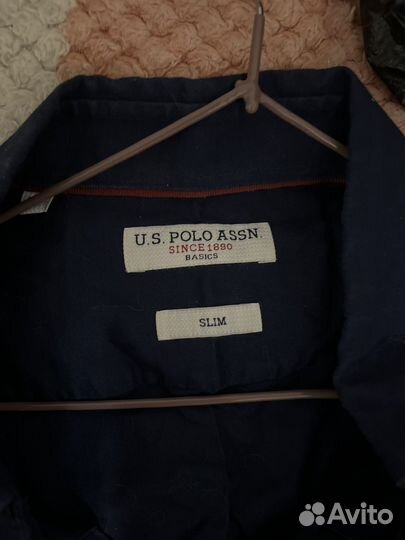 U.S. POLO ASSN.
SINCE 1890
BASICS
SLIM
Avito